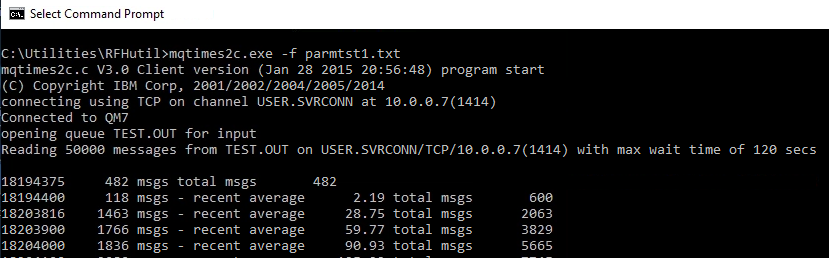 Select Command Prompt
C:\Utilities\RFHutil>mqtimes2c.exe -f parmtst1.txt
mqtimes2c.c V3.0 Client version (Jan 28 2015 20:56:48) program start
(C) Copyright IBM Corp, 2001/2002/2004/2005/2014
connecting using TCP on channel USER.SVRCONN at 10.0.0.7(1414)
Connected to QM7
opening queue TEST.OUT for input
Reading 50000 messages from TEST.OUT on USER.SVRCONN/TCP/10.0.0.7(1414) with max wait time of 120 secs
18194375 482 msgs total msgs 482
18194400 118 msgs - recent average 2.19 total msgs 600
18203816 1463 msgs - recent average 28.75 total msgs 2063
18203900 1766 msgs - recent average 59.77 total msgs 3829
18204000 1836 msgs - recent average 90.93 total msgs 5665